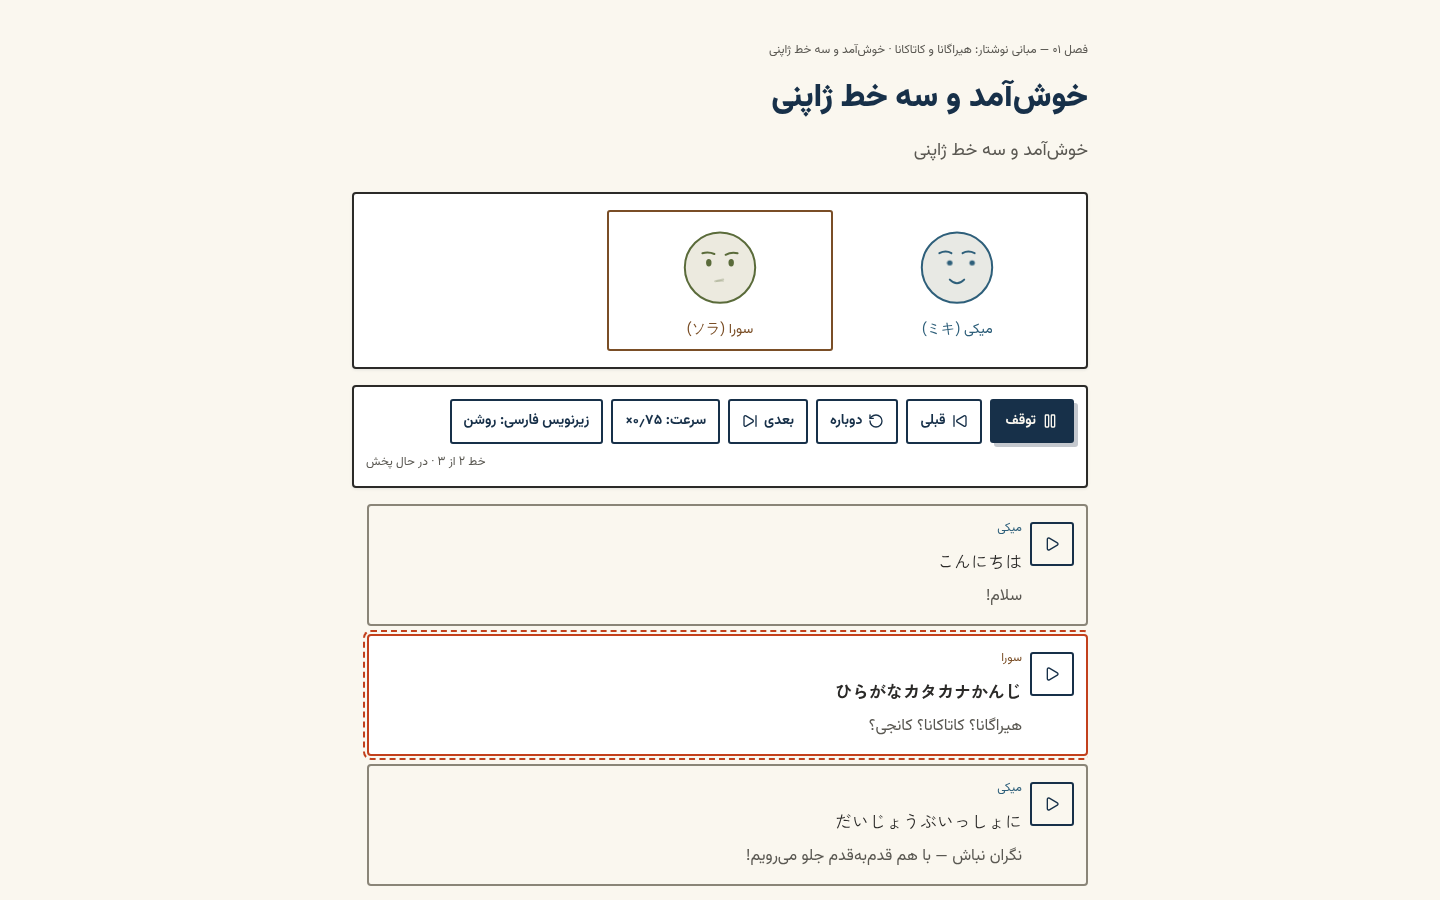 فصل ۰۱ — مبانی نوشتار: هیراگانا و کاتاکانا · خوش‌آمد و سه خط ژاپنی
خوش‌آمد و سه خط ژاپنی
خوش‌آمد و سه خط ژاپنی
میکی (ミキ)
سورا (ソラ)
توقف
قبلی
دوباره
بعدی
سرعت: ۰٫۷۵×
زیرنویس فارسی: روشن
خط ۲ از ۳ · در حال پخش
میکی
こんにちは
سلام!
سورا
ひらがなカタカナかんじ
هیراگانا؟ کاتاکانا؟ کانجی؟
میکی
だいじょうぶいっしょに
نگران نباش — با هم قدم‌به‌قدم جلو می‌رویم!